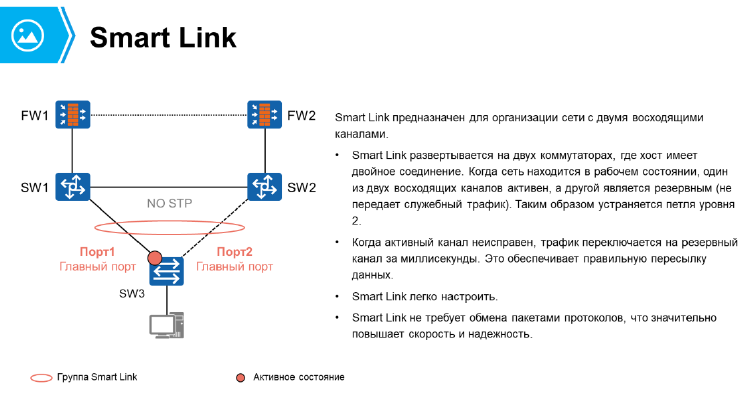 Smart Link
FW1
FW2
SW1
SW2
NO STP
Порт1
Главный порт
Порт2
Главный порт
SW3
Группа Smart Link
Активное состояние
Smart Link предназначен для организации сети с двумя восходящими
каналами.
• Smart Link развертывается на двух коммутаторах, где хост имеет
двойное соединение. Когда сеть находится в рабочем состоянии, один
из двух восходящих каналов активен, а другой является резервным (не
передает служебный трафик). Таким образом устраняется петля уровня
2.
• Когда активный канал неисправен, трафик переключается на резервный
канал за миллисекунды. Это обеспечивает правильную пересылку
данных.
• Smart Link легко настроить.
• Smart Link не требует обмена пакетами протоколов, что значительно
повышает скорость и надежность.